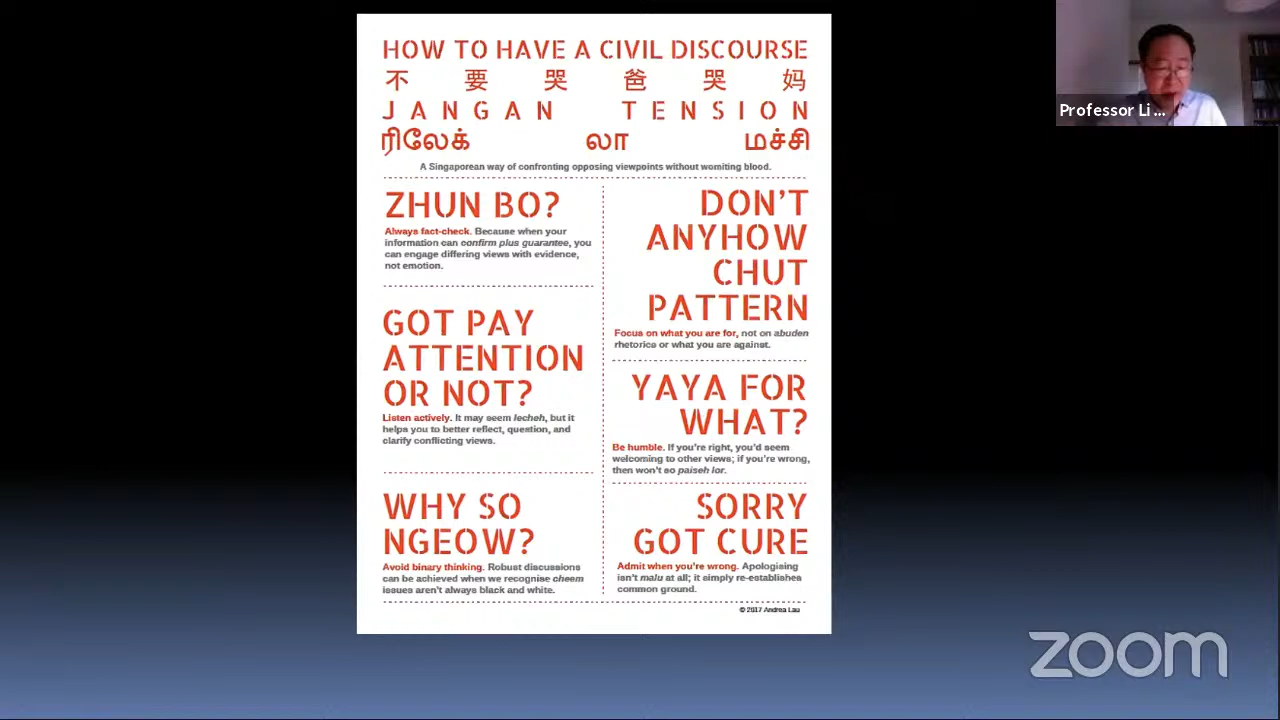 HOW TO HAVE A CIVIL DISCOURSE
不 要 哭 爸 哭 妈
JANGAN TENSION
ரிலேக் லா மச்சி
A Singaporean way of confronting opposing viewpoints without womiting blood.
ZHUN BO?
Always fact-check. Because when your
information can confirm plus guarantee, you
can engage differing views with evidence,
not emotion.
GOT PAY
ATTENTION
OR NOT?
Listen actively. It may seem lecheh, but it
helps you to better reflect, question, and
clarify conflicting views.
WHY SO
NGEOW?
Avoid binary thinking. Robust discussions
can be achieved when we recognise cheem
issues aren't always black and white.
DON'T
ANYHOW
CHUT
PATTERN
Focus on what you are for, not on abuden
rhetorics or what you are against.
YAYA FOR
WHAT?
Be humble. If you're right, you'd seem
welcoming to other views; if you're wrong,
then won't so paiseh lor.
SORRY
GOT CURE
Admit when you're wrong. Apologising
isn't malu at all; it simply re-establishes
common ground.
© 2017 Andrea Lau
Professor Li ...
zoom